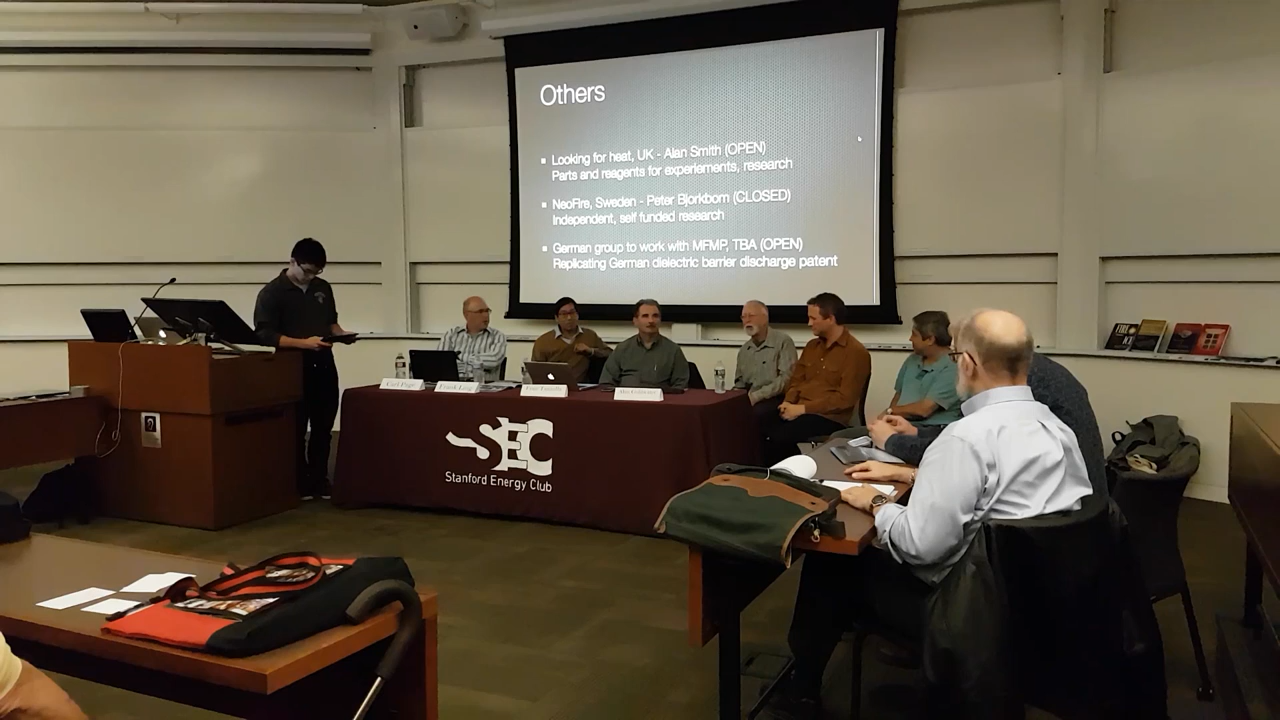 Others
Looking for heat, UK - Alan Smith (OPEN)
Parts and reagents for experiements, research
NeoFire, Sweden - Peter Bjorkbom (CLOSED)
Independent, self funded research
German group to work with MFMP, TBA (OPEN)
Replicating German dielectric barrier discharge patent
SEC
Stanford Energy Club